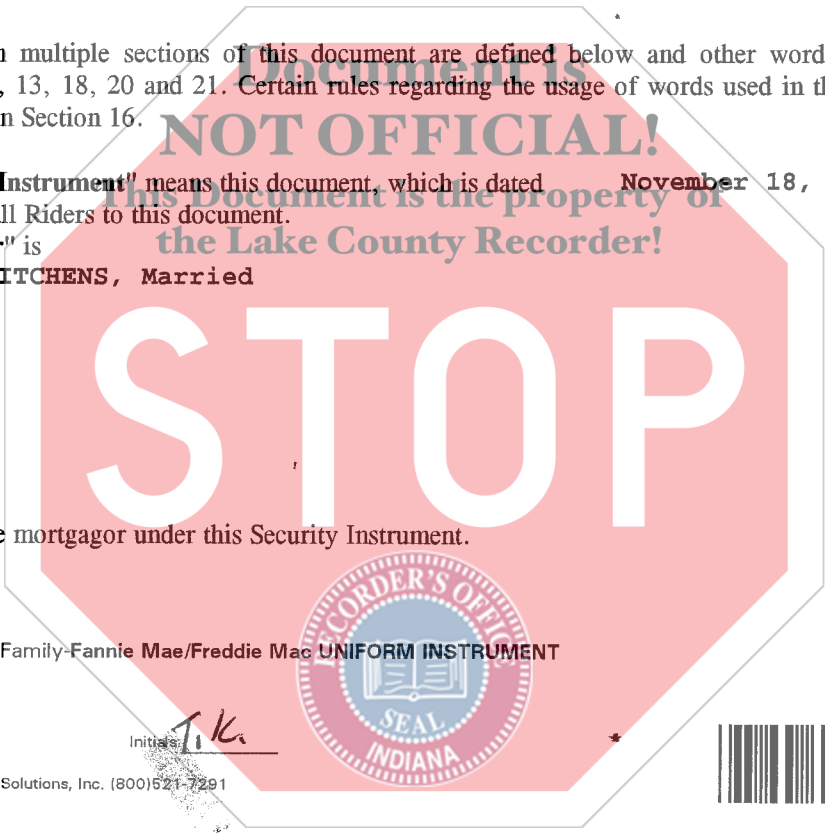 Document is
multiple sections of this document are defined below and other word
, 13, 18, 20 and 21. Certain rules regarding the usage of words used in th
n Section 16.
NOT OFFICIAL!
Instrument" means this document, which is dated November 18,
This Document is the property of
ll Riders to this document.
" is
the Lake County Recorder!
ITCHENS, Married
STOP
e mortgagor under this Security Instrument.
RECORDER'S OFFICE
Family-Fannie Mae/Freddie Mac UNIFORM INSTRUMENT
SEAL
Initials: T.K.
INDIANA
Solutions, Inc. (800)521-7291